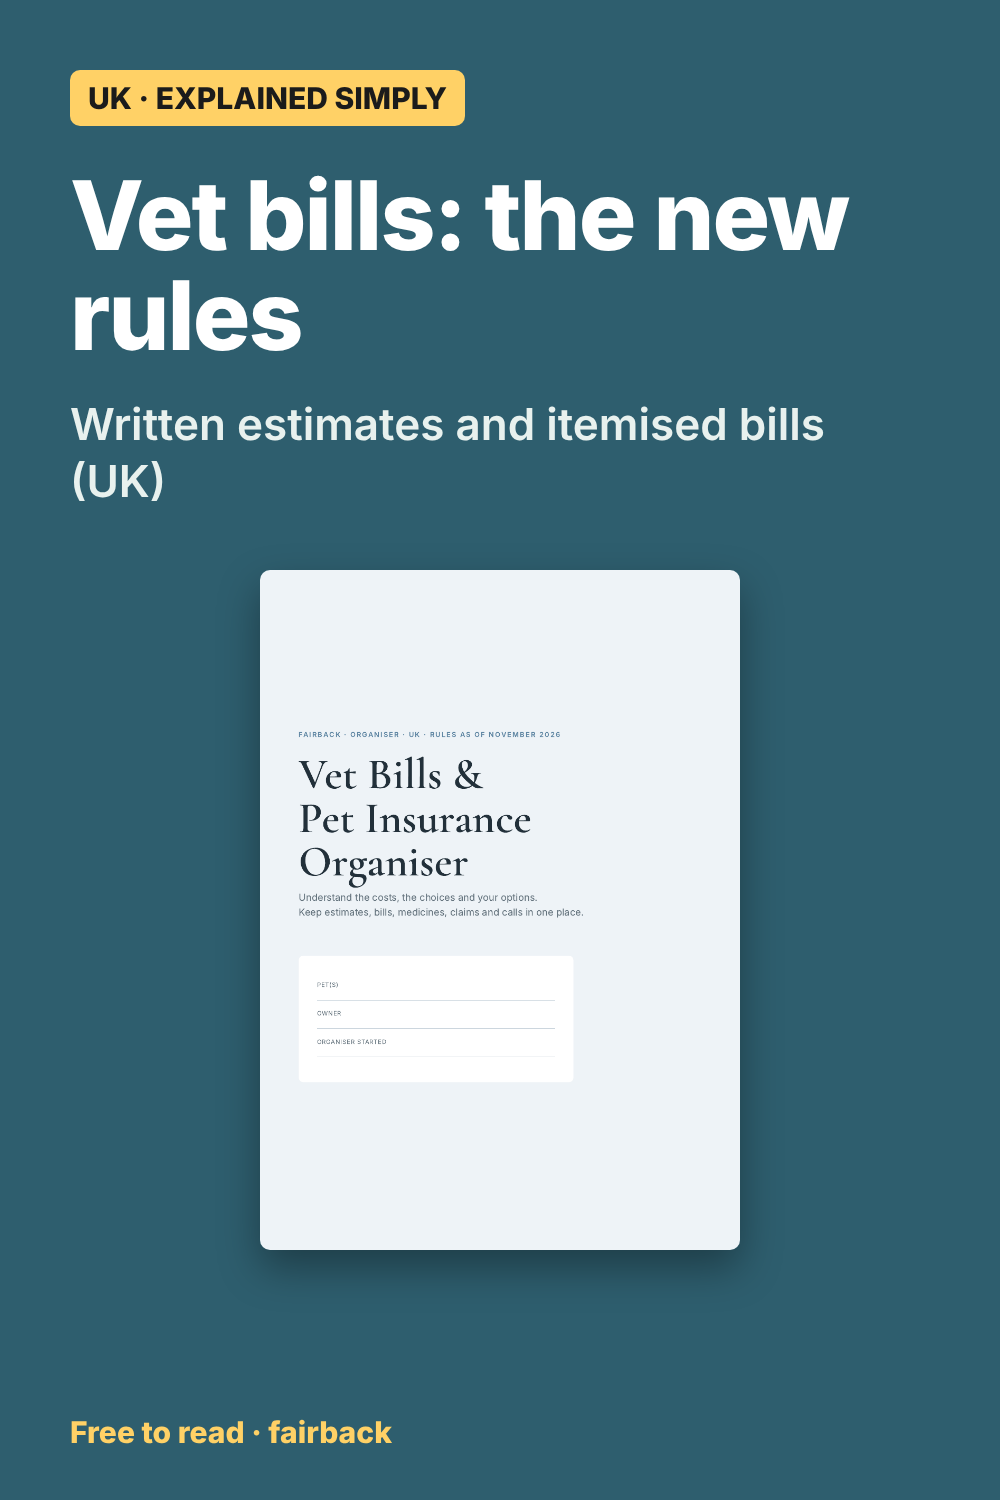 UK · EXPLAINED SIMPLY
Vet bills: the new
rules
Written estimates and itemised bills
(UK)
FAIRBACK · ORGANISER · UK · RULES AS OF NOVEMBER 2026
Vet Bills &
Pet Insurance
Organiser
Understand the costs, the choices and your options.
Keep estimates, bills, medicines, claims and calls in one place.
PET(S)
OWNER
ORGANISER STARTED
Free to read · fairback